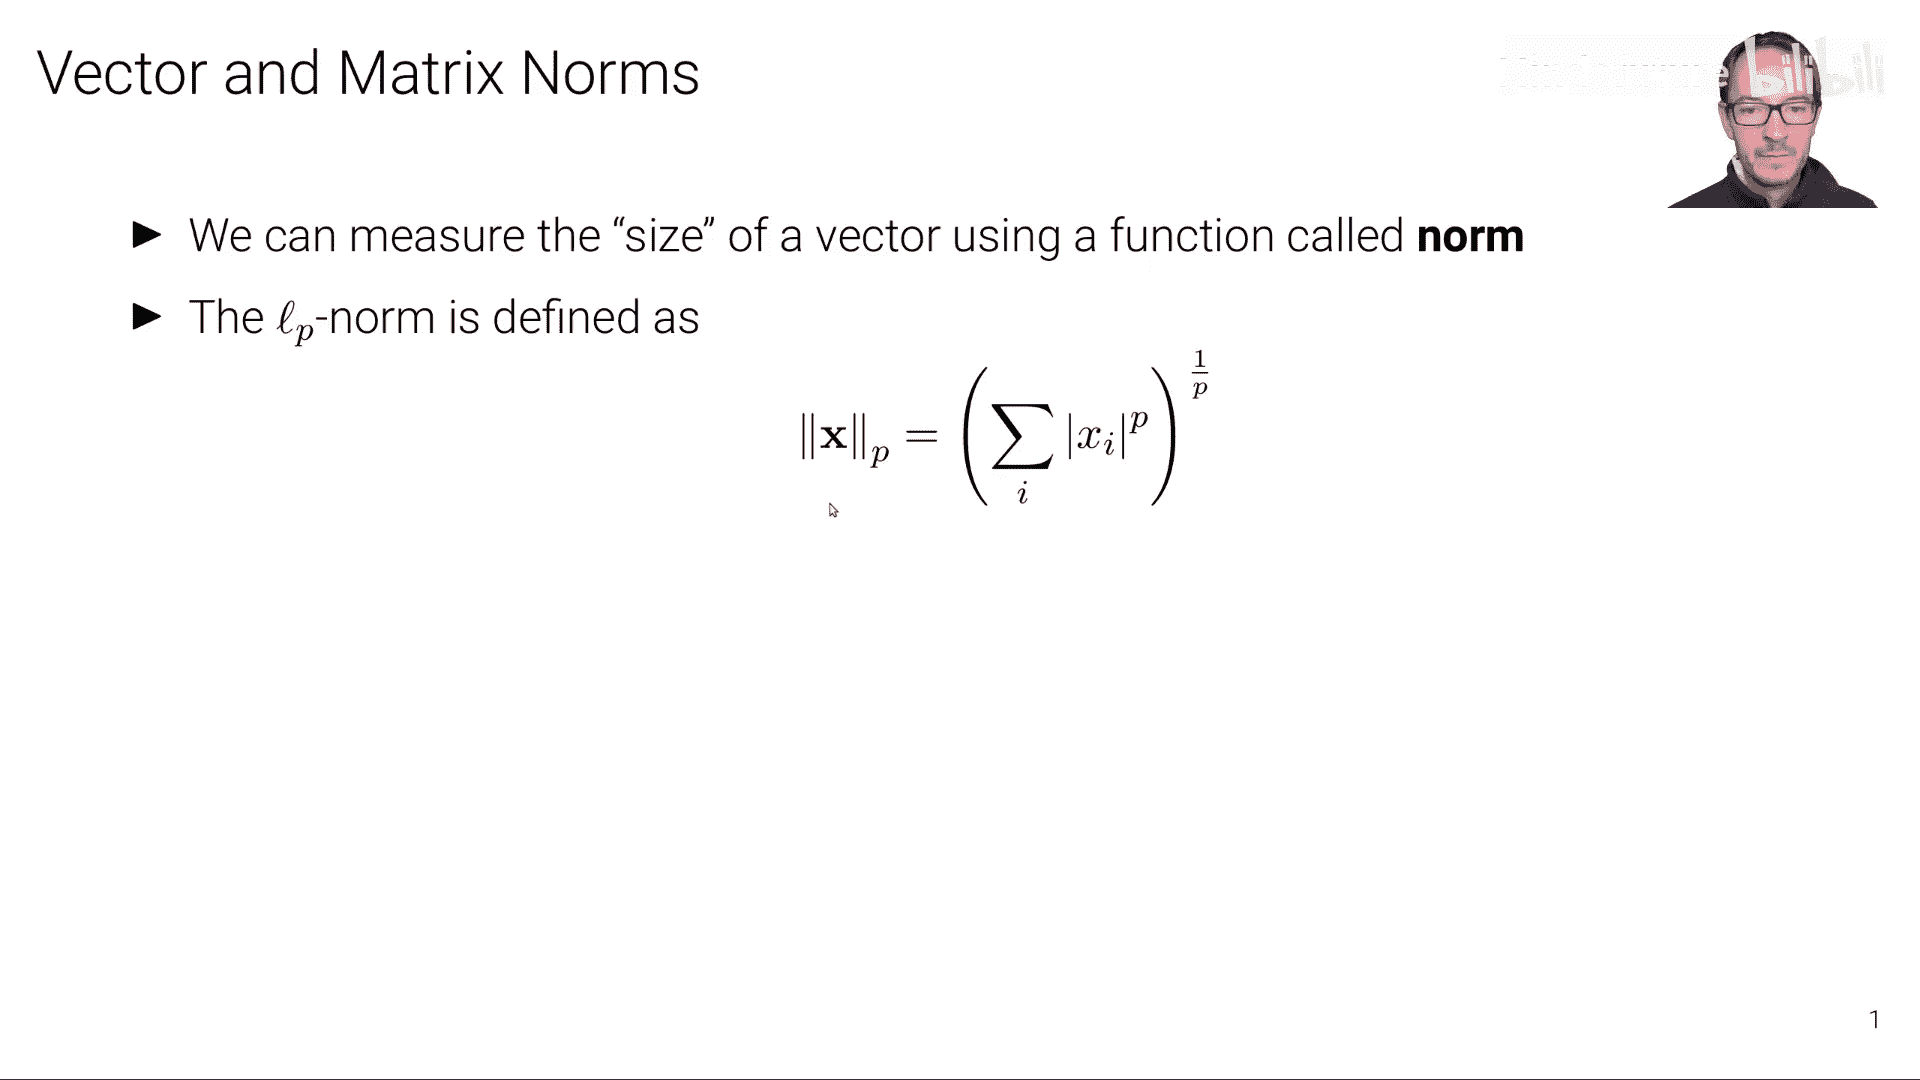 Vector and Matrix Norms
bilibili
► We can measure the “size” of a vector using a function called norm
► The ℓₚ-norm is defined as
‖x‖ₚ = (∑ᵢ |xᵢ|ᵖ)^(1/p)
1